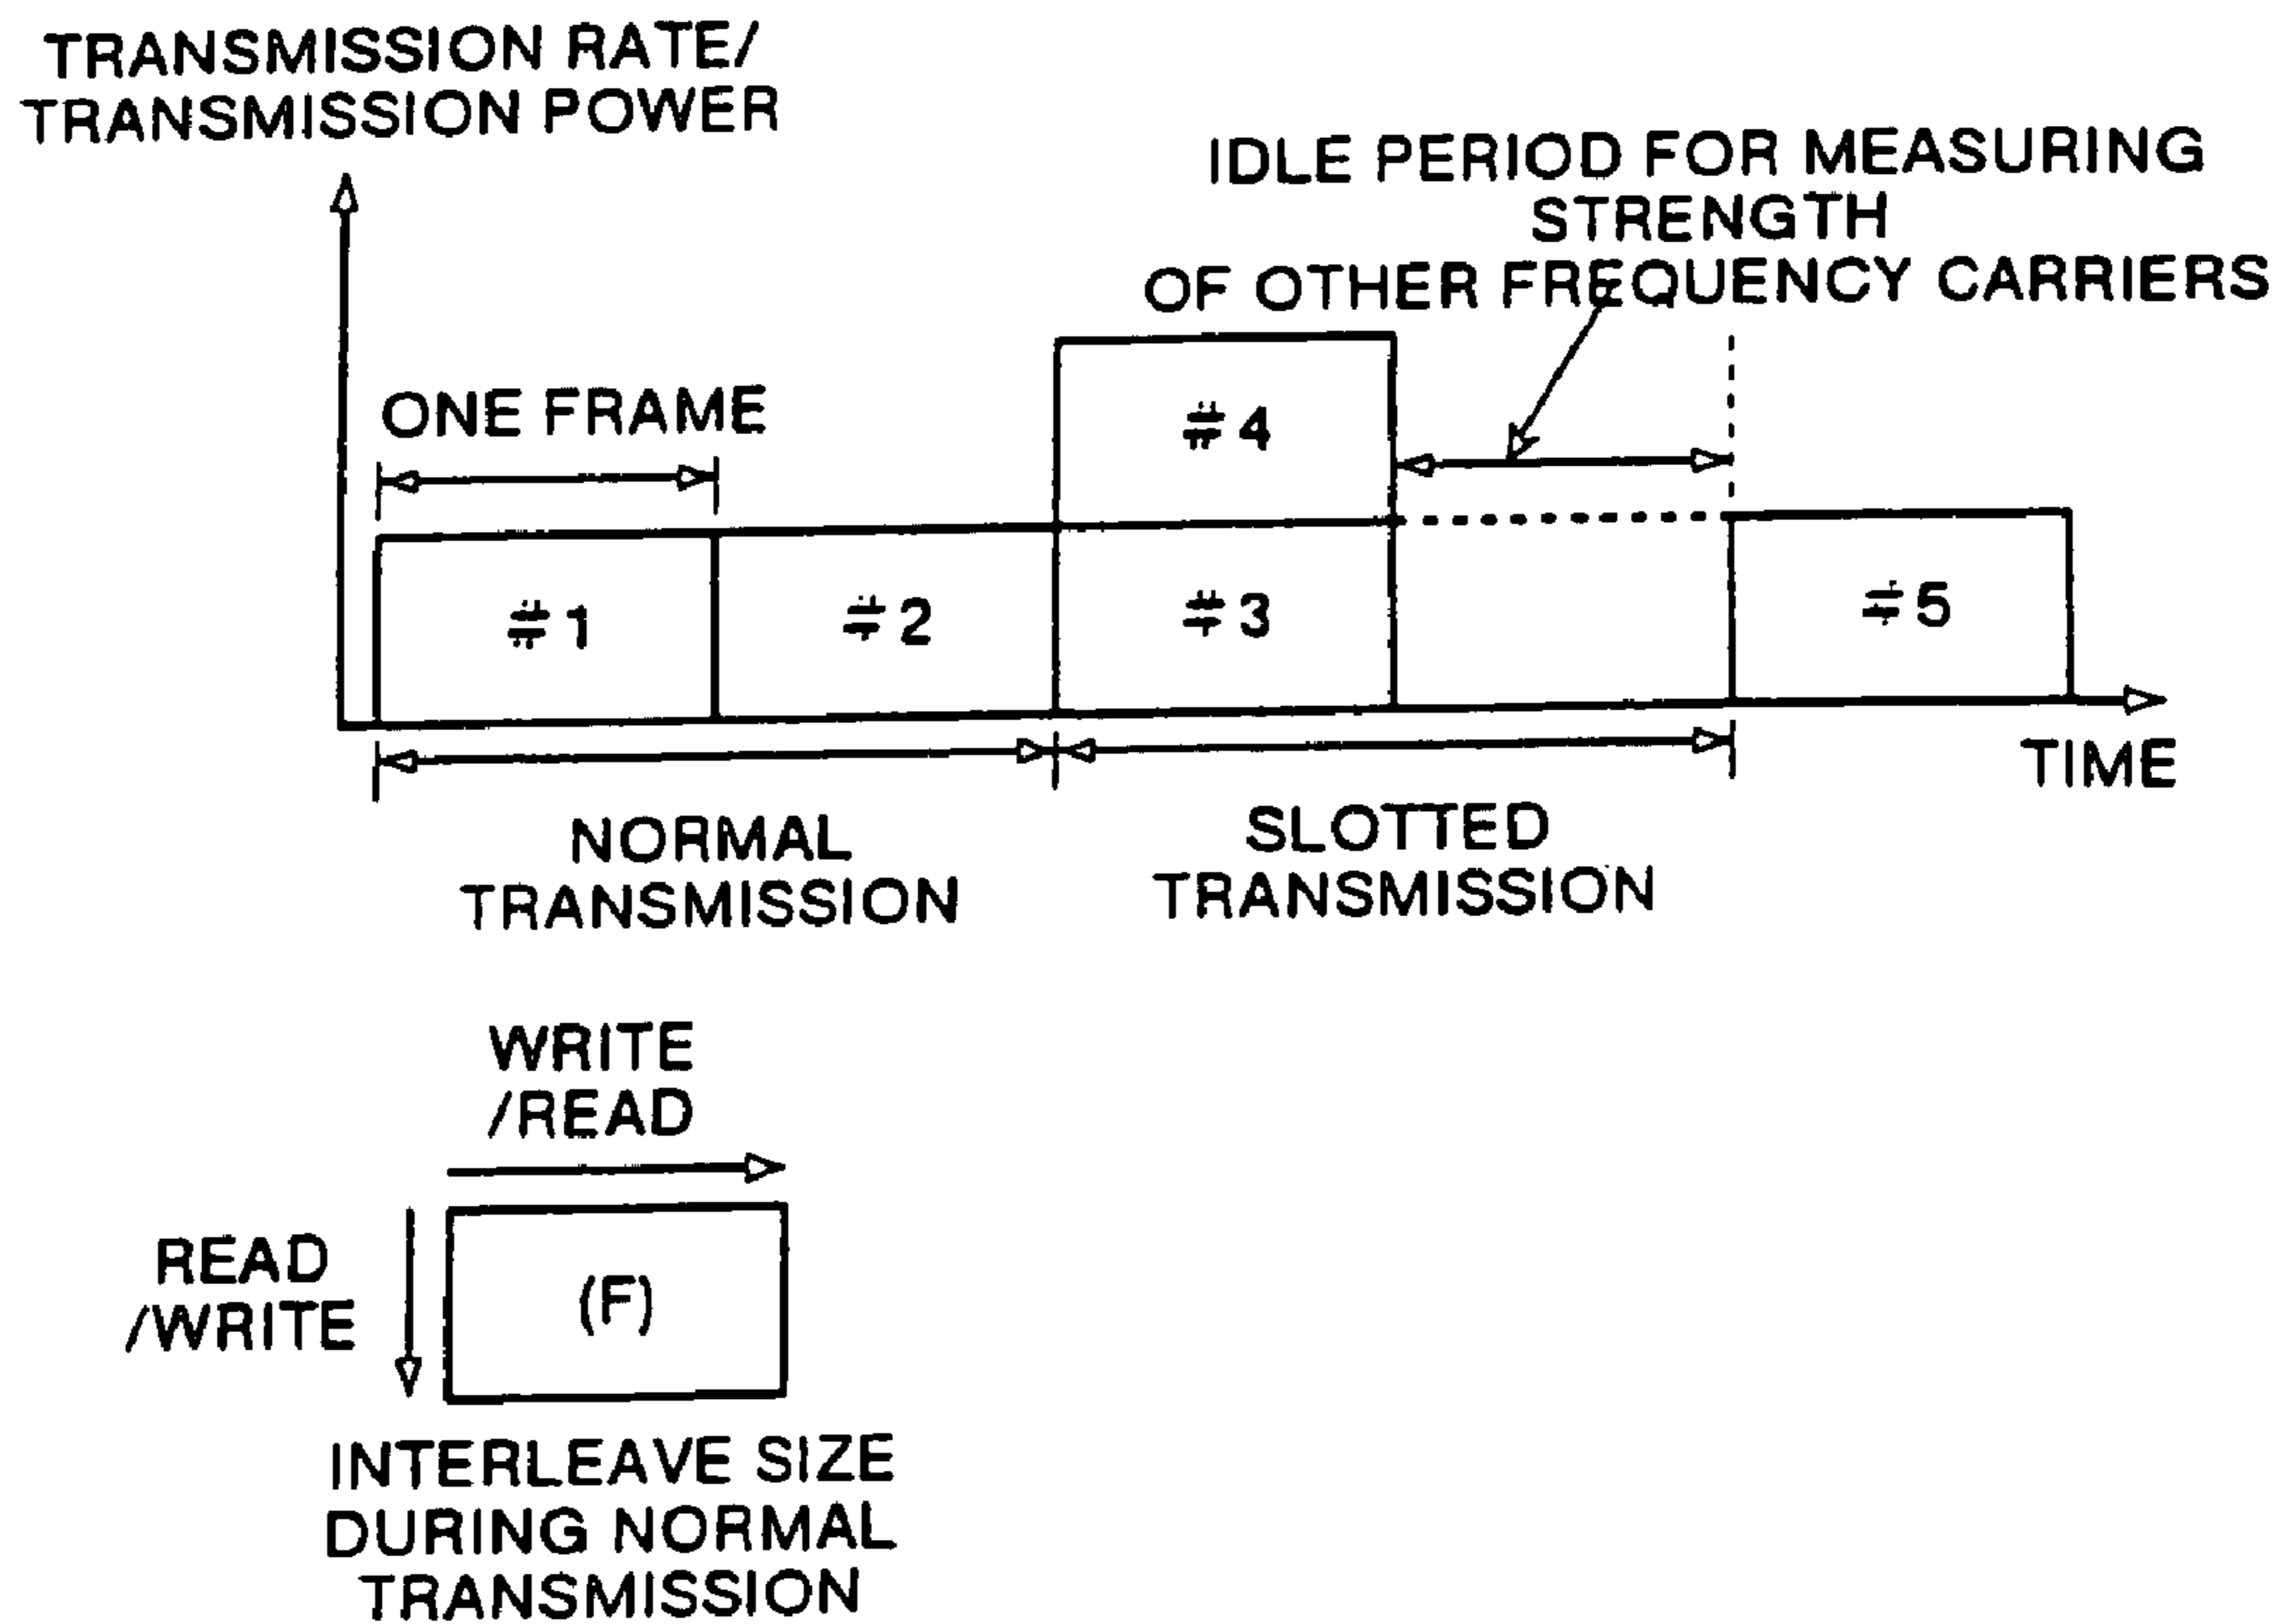 TRANSMISSION RATE/
TRANSMISSION POWER
IDLE PERIOD FOR MEASURING
STRENGTH
OF OTHER FREQUENCY CARRIERS
ONE FRAME
#4
#1
#2
#3
#5
TIME
NORMAL
TRANSMISSION
SLOTTED
TRANSMISSION
WRITE
/READ
READ
/WRITE
(F)
INTERLEAVE SIZE
DURING NORMAL
TRANSMISSION